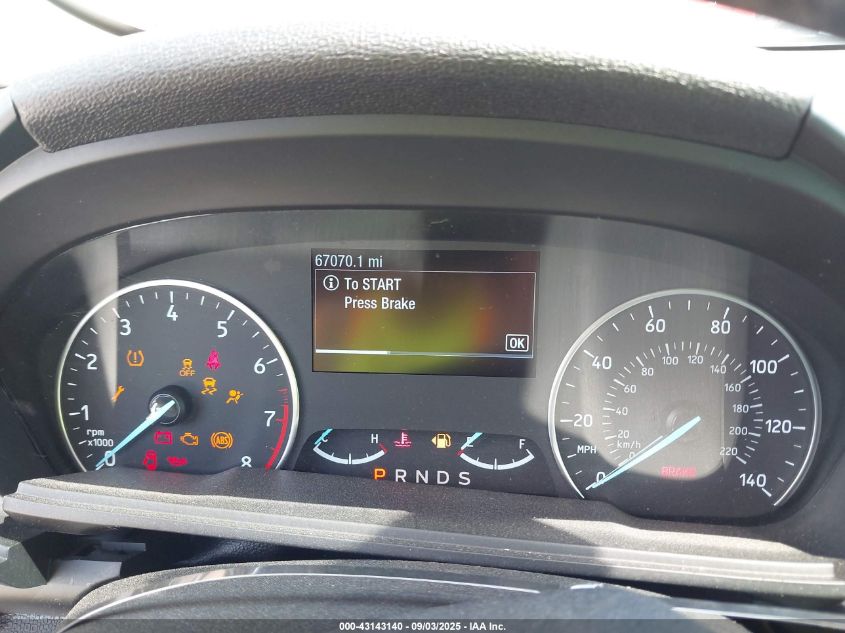 67070.1 mi
To START
Press Brake
OK
0 1 2 3 4 5 6 7 8
rpm
x1000
OFF
ABS
C H
E F
P R N D S
0 20 40 60 80 100 120 140
MPH
0 20 40 60 80 100 120 140 160 180 200 220
km/h
BRAKE
000-43143140 - 09/03/2025 - IAA Inc.